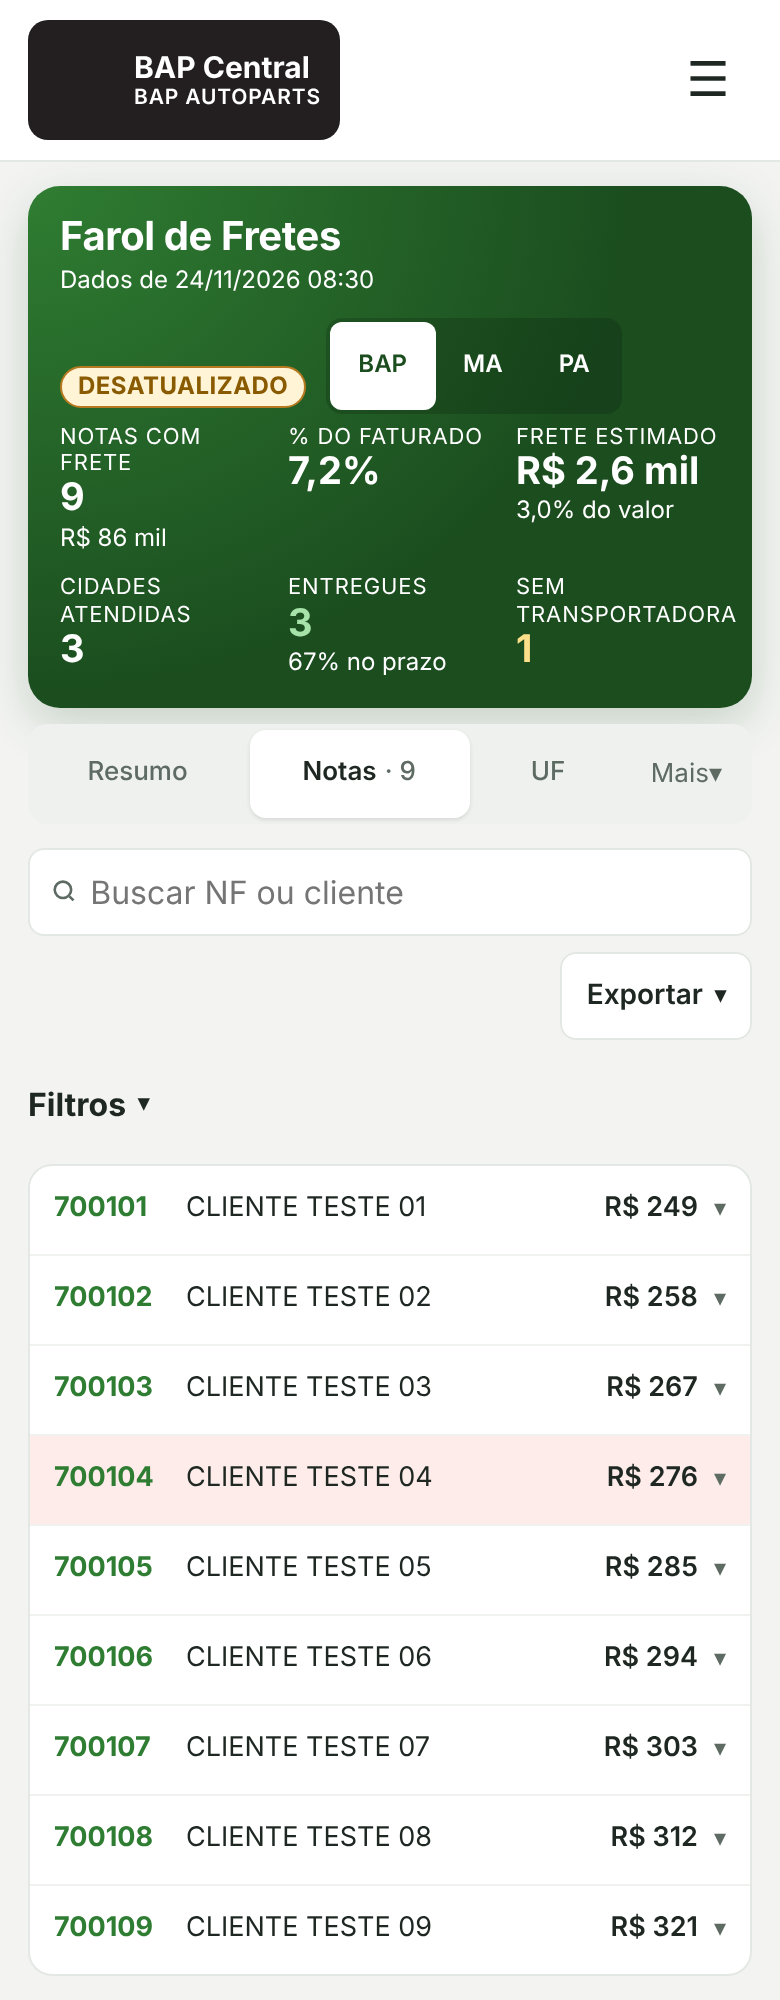 BAP Central
BAP AUTOPARTS
☰
Farol de Fretes
Dados de 24/11/2026 08:30
DESATUALIZADO
BAP MA PA
NOTAS COM
FRETE
9
R$ 86 mil
% DO FATURADO
7,2%
FRETE ESTIMADO
R$ 2,6 mil
3,0% do valor
CIDADES
ATENDIDAS
3
ENTREGUES
3
67% no prazo
SEM
TRANSPORTADORA
1
Resumo Notas · 9 UF Mais▾
Buscar NF ou cliente
Exportar ▾
Filtros ▾
700101 CLIENTE TESTE 01 R$ 249 ▾
700102 CLIENTE TESTE 02 R$ 258 ▾
700103 CLIENTE TESTE 03 R$ 267 ▾
700104 CLIENTE TESTE 04 R$ 276 ▾
700105 CLIENTE TESTE 05 R$ 285 ▾
700106 CLIENTE TESTE 06 R$ 294 ▾
700107 CLIENTE TESTE 07 R$ 303 ▾
700108 CLIENTE TESTE 08 R$ 312 ▾
700109 CLIENTE TESTE 09 R$ 321 ▾